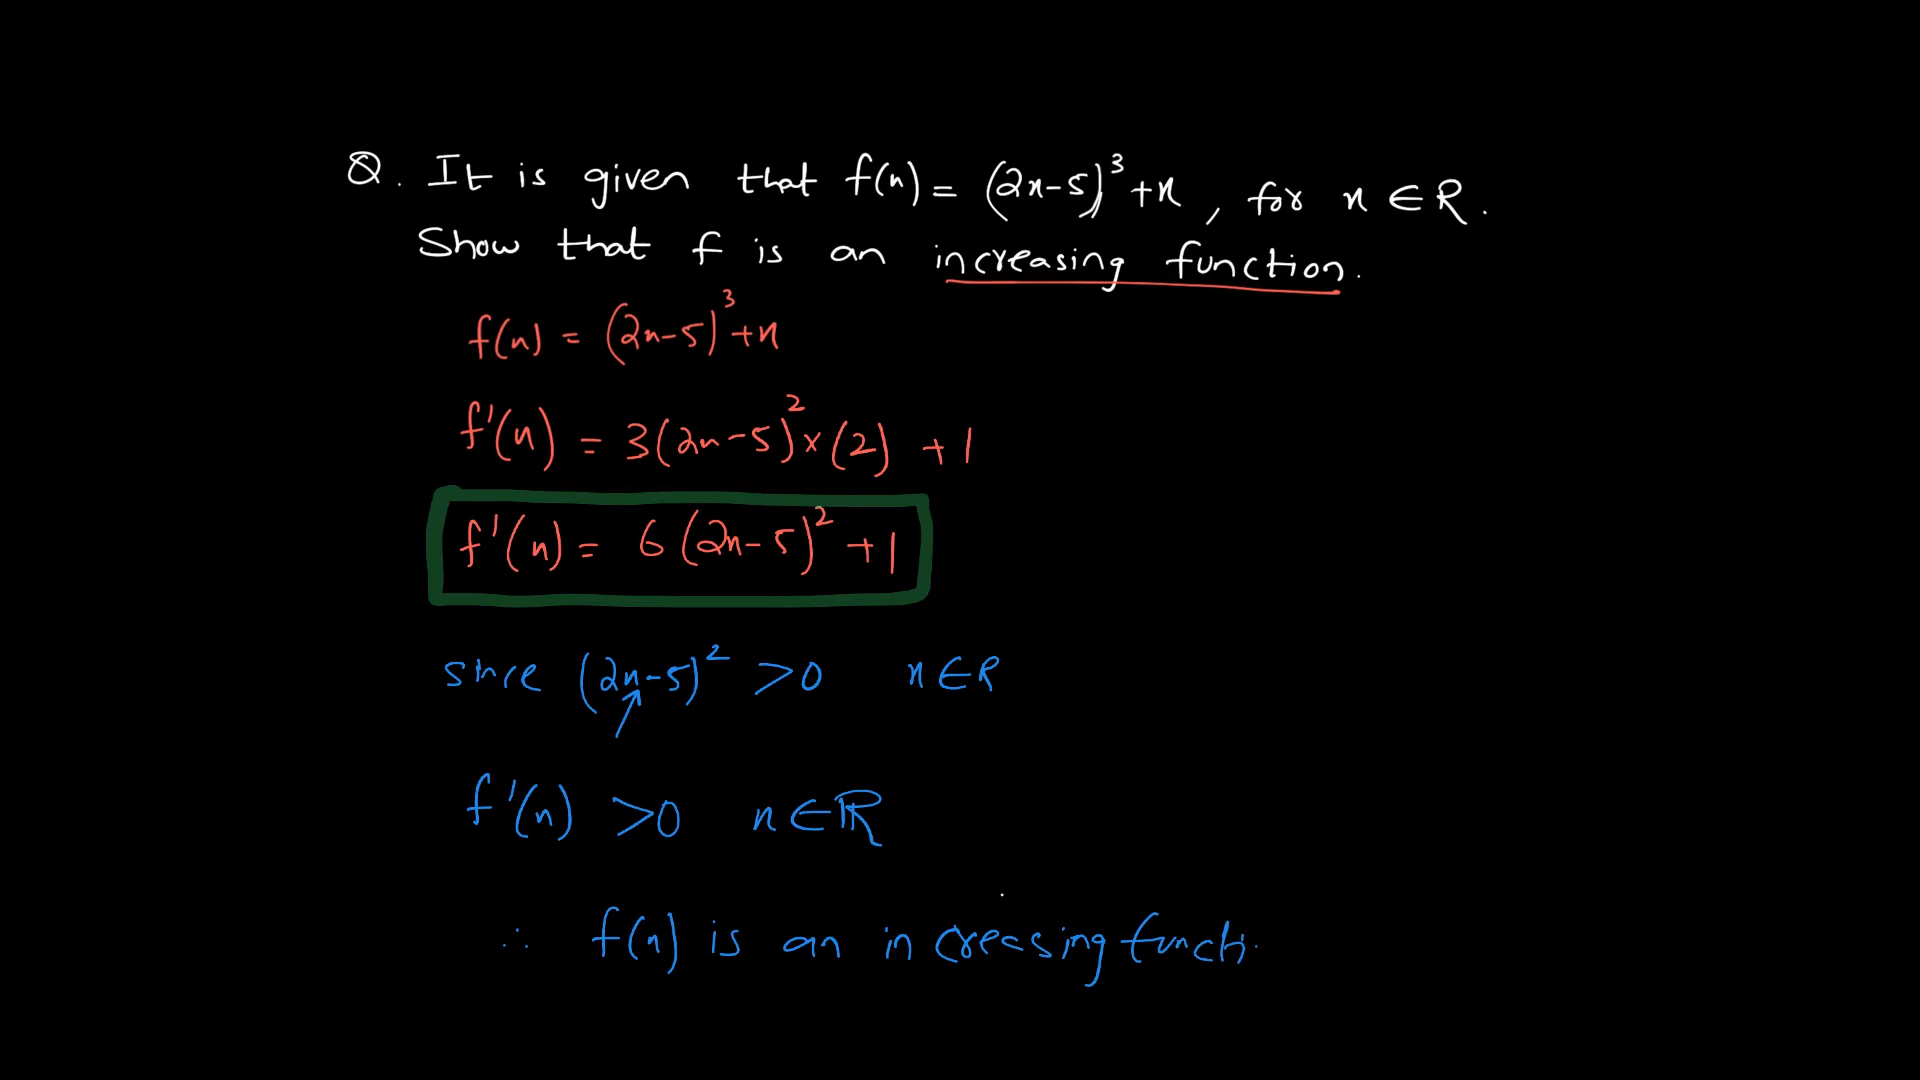 Q. It is given that f(x) = (2x-5)³+x, for x ∈ R.
Show that f is an increasing function.
f(x) = (2x-5)³+x
f'(x) = 3(2x-5)²×(2) +1
f'(x) = 6(2x-5)²+1
since (2x-5)² >0 x∈R
f'(x) >0 x∈R
∴ f(x) is an increasing functi